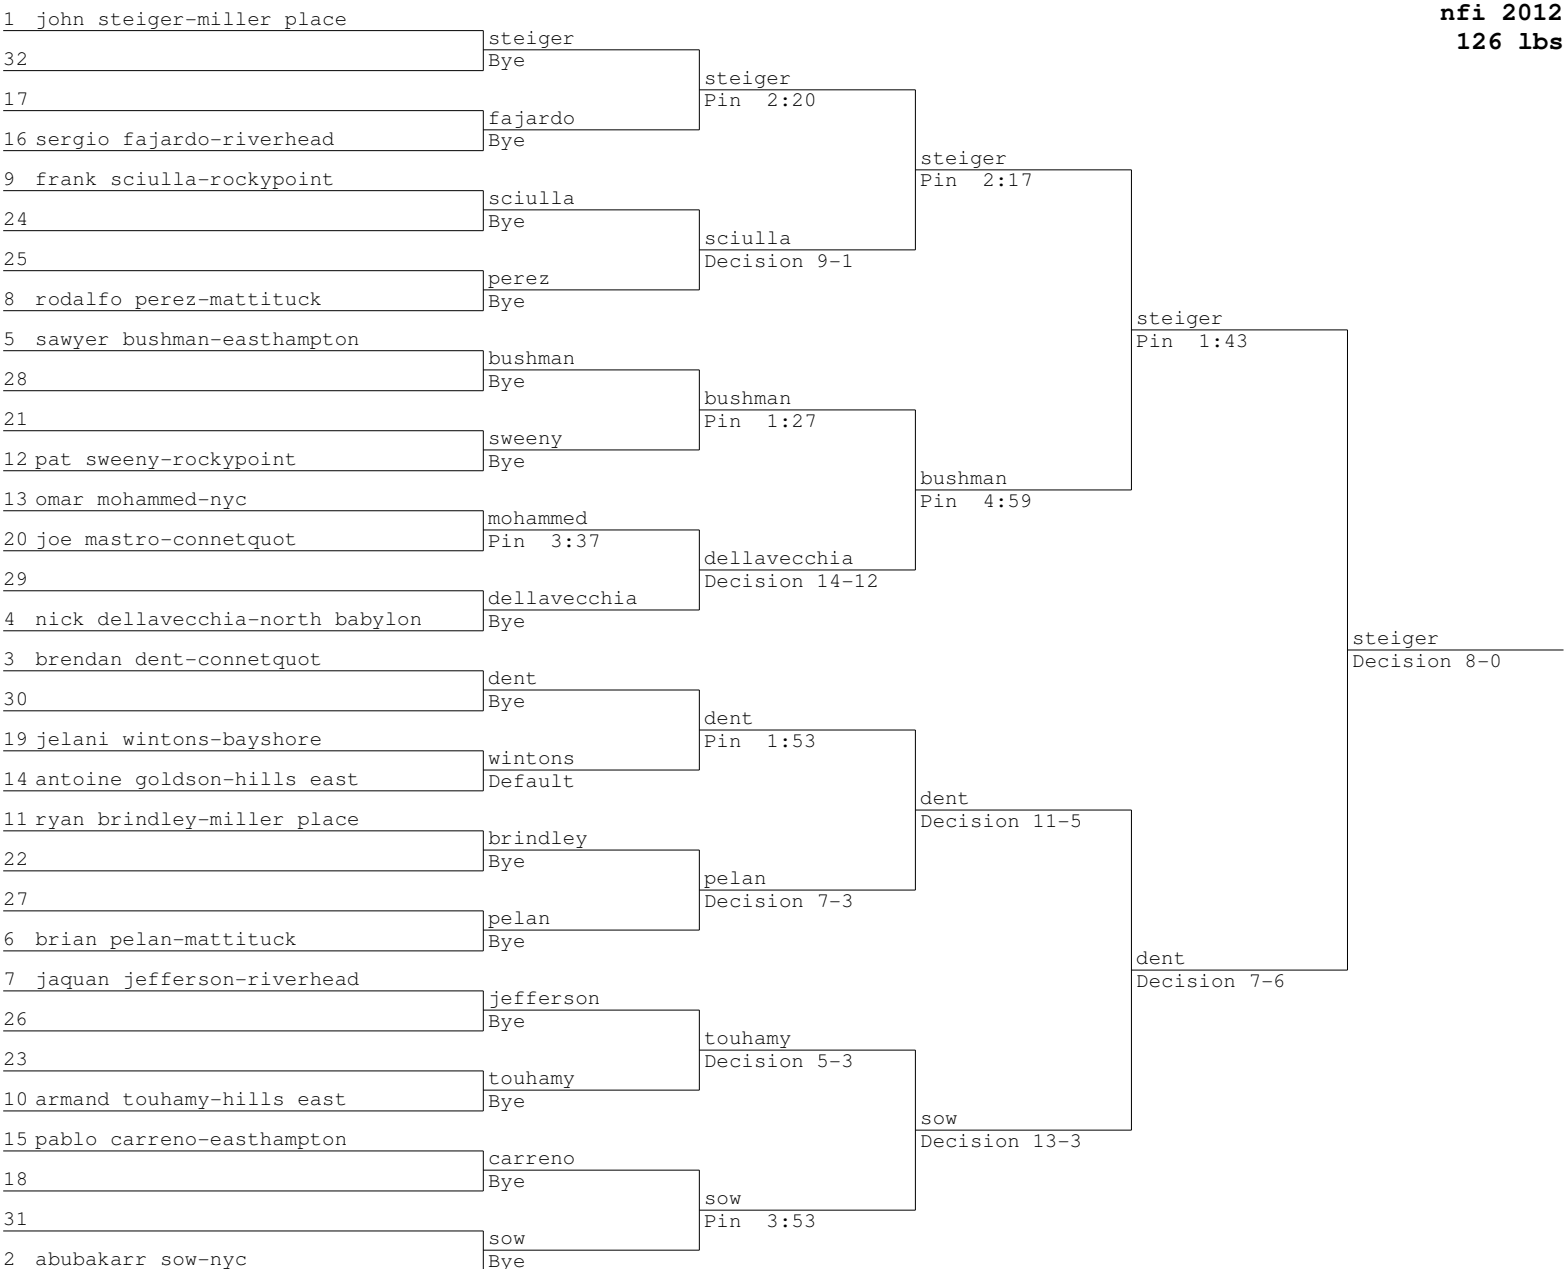 nfi 2012
126 lbs
1 john steiger-miller place
32
17
16 sergio fajardo-riverhead
9 frank sciulla-rockypoint
24
25
8 rodalfo perez-mattituck
5 sawyer bushman-easthampton
28
21
12 pat sweeny-rockypoint
13 omar mohammed-nyc
20 joe mastro-connetquot
29
4 nick dellavecchia-north babylon
3 brendan dent-connetquot
30
19 jelani wintons-bayshore
14 antoine goldson-hills east
11 ryan brindley-miller place
22
27
6 brian pelan-mattituck
7 jaquan jefferson-riverhead
26
23
10 armand touhamy-hills east
15 pablo carreno-easthampton
18
31
2 abubakarr sow-nyc
steiger
Bye
fajardo
Bye
sciulla
Bye
perez
Bye
bushman
Bye
sweeny
Bye
mohammed
Pin 3:37
dellavecchia
Bye
dent
Bye
wintons
Default
brindley
Bye
pelan
Bye
jefferson
Bye
touhamy
Bye
carreno
Bye
sow
Bye
steiger
Pin 2:20
sciulla
Decision 9-1
bushman
Pin 1:27
dellavecchia
Decision 14-12
dent
Pin 1:53
pelan
Decision 7-3
touhamy
Decision 5-3
sow
Pin 3:53
steiger
Pin 2:17
bushman
Pin 4:59
dent
Decision 11-5
sow
Decision 13-3
steiger
Pin 1:43
dent
Decision 7-6
steiger
Decision 8-0